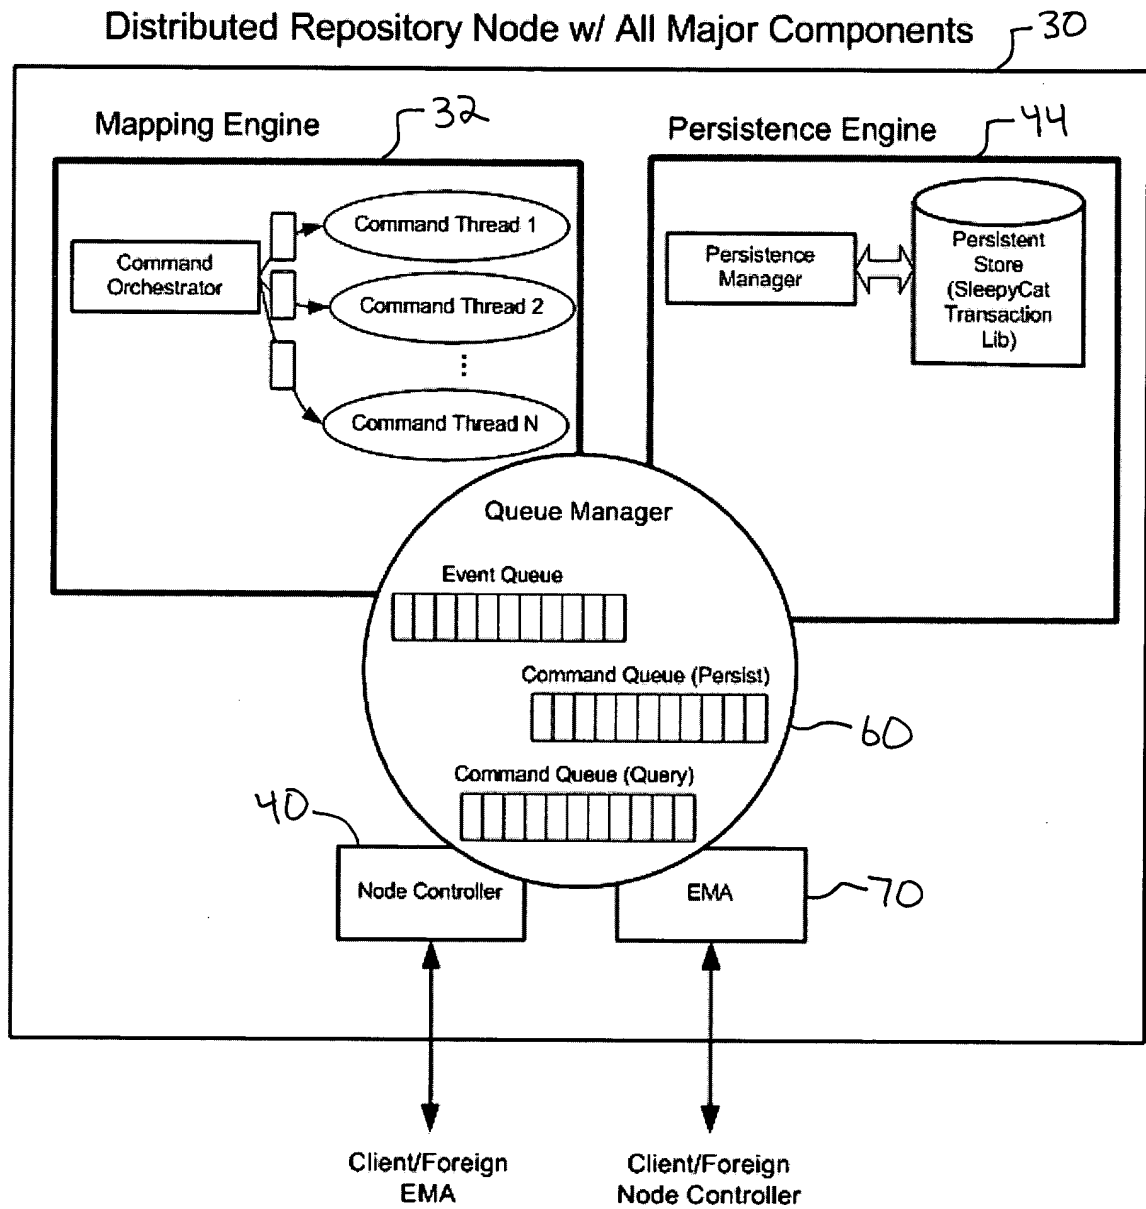 Distributed Repository Node w/ All Major Components
30
Mapping Engine
32
Persistence Engine
44
Command
Orchestrator
Command Thread 1
Command Thread 2
⋮
Command Thread N
Persistence
Manager
Persistent
Store
(SleepyCat
Transaction
Lib)
Queue Manager
Event Queue
Command Queue (Persist)
60
Command Queue (Query)
40
Node Controller
EMA
70
Client/Foreign
EMA
Client/Foreign
Node Controller